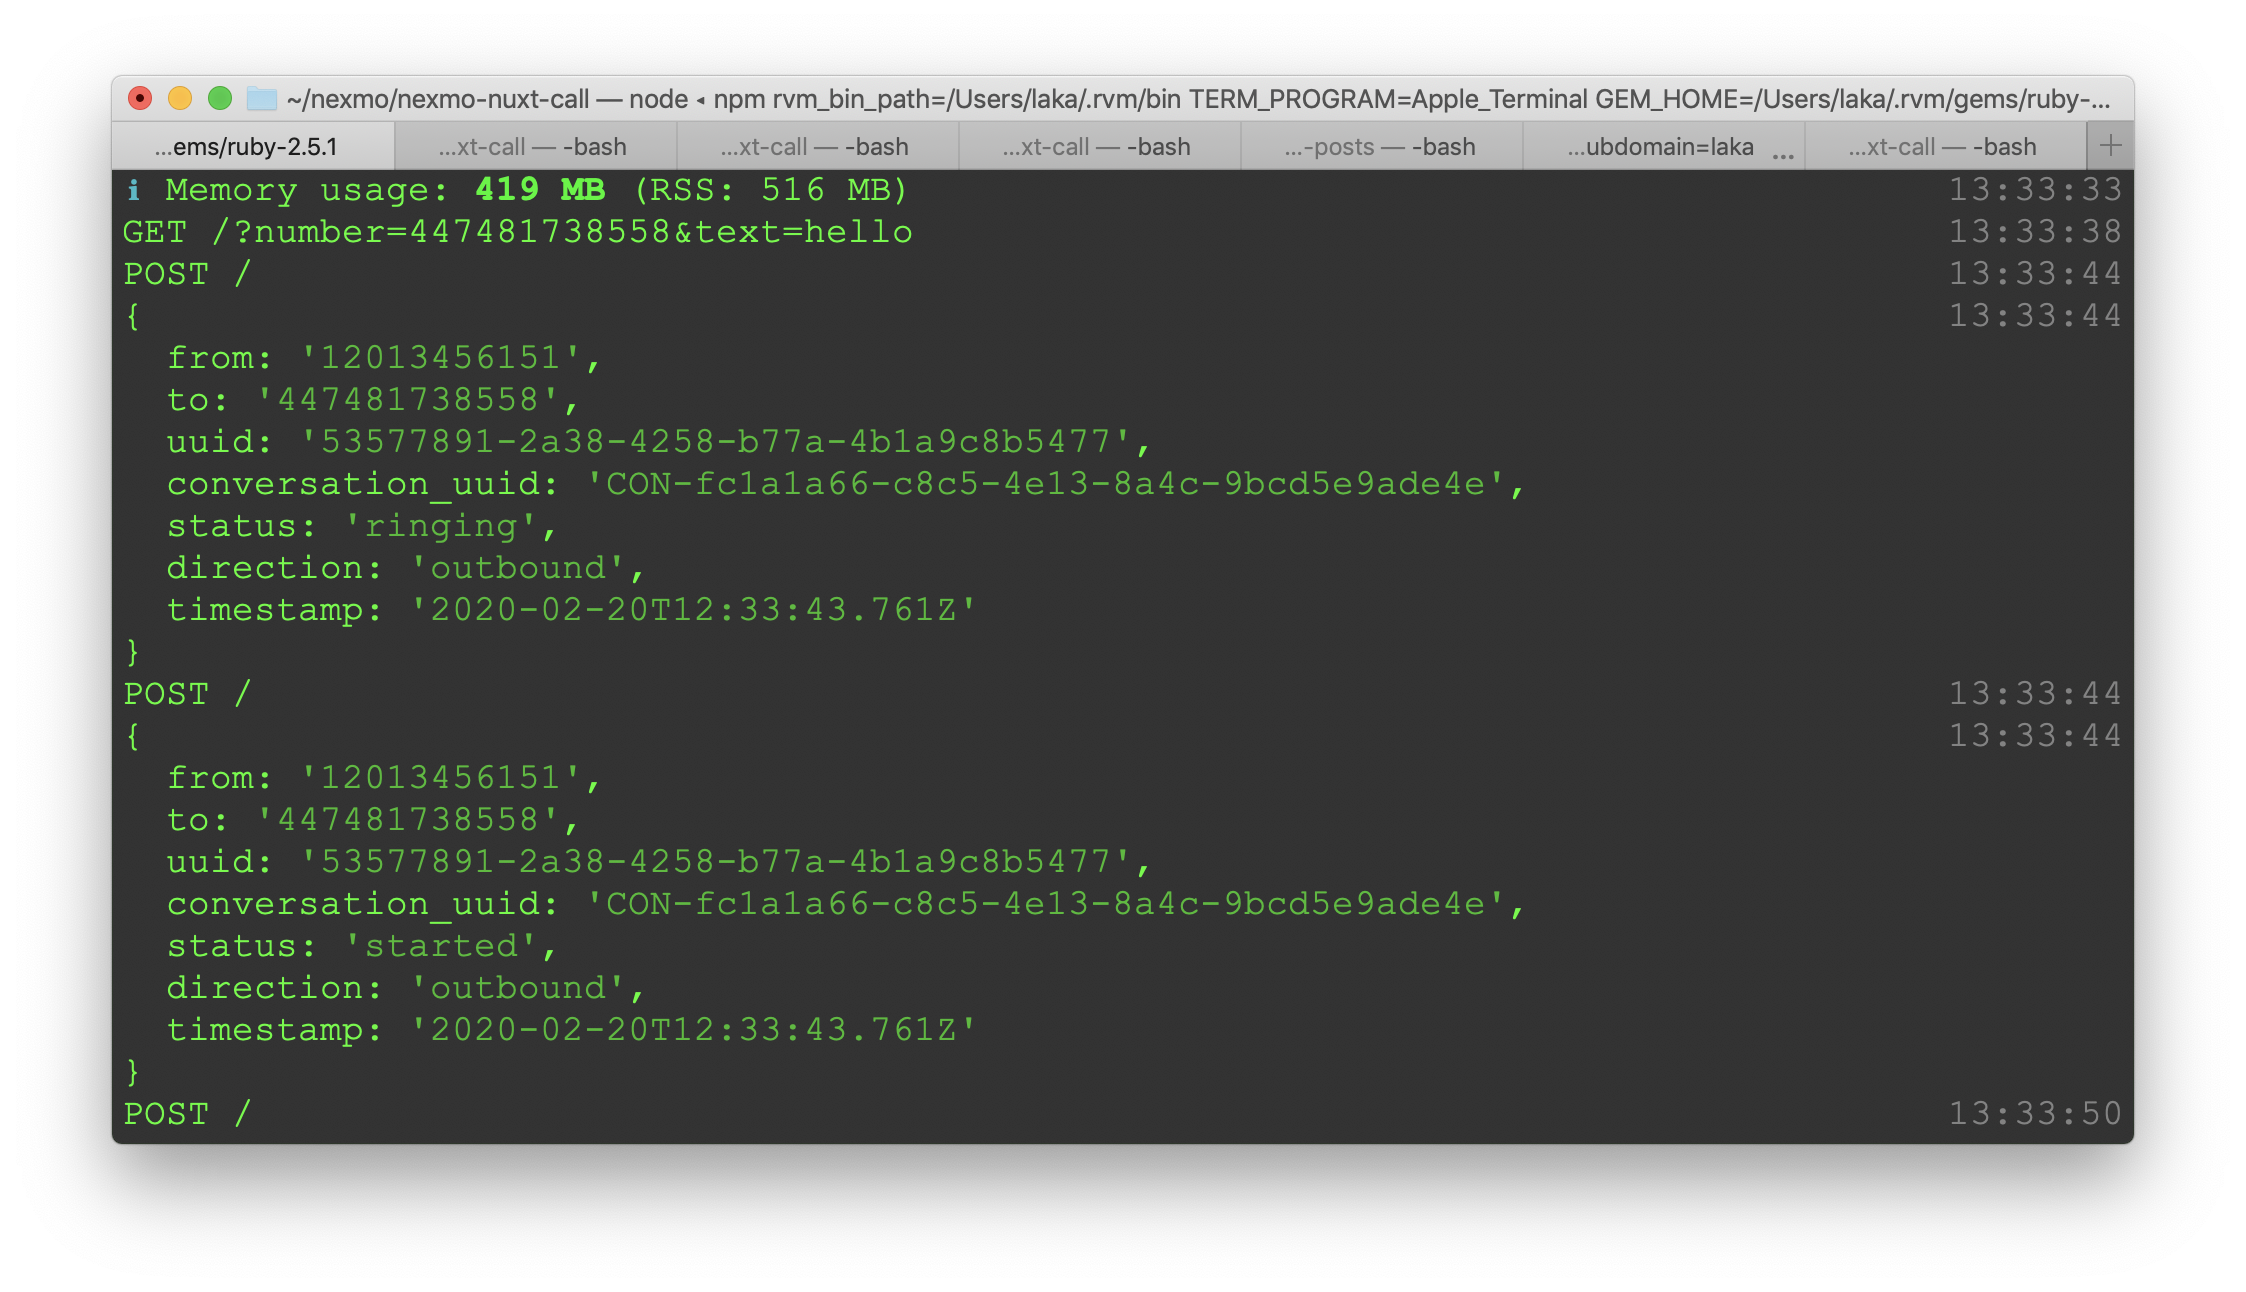 ~/nexmo/nexmo-nuxt-call — node ◂ npm rvm_bin_path=/Users/laka/.rvm/bin TERM_PROGRAM=Apple_Terminal GEM_HOME=/Users/laka/.rvm/gems/ruby-...
...ems/ruby-2.5.1 ...xt-call — -bash ...xt-call — -bash ...xt-call — -bash ...-posts — -bash ...ubdomain=laka ... ...xt-call — -bash +
ℹ Memory usage: 419 MB (RSS: 516 MB) 13:33:33
GET /?number=447481738558&text=hello 13:33:38
POST / 13:33:44
{ 13:33:44
  from: '12013456151',
  to: '447481738558',
  uuid: '53577891-2a38-4258-b77a-4b1a9c8b5477',
  conversation_uuid: 'CON-fc1a1a66-c8c5-4e13-8a4c-9bcd5e9ade4e',
  status: 'ringing',
  direction: 'outbound',
  timestamp: '2020-02-20T12:33:43.761Z'
}
POST / 13:33:44
{ 13:33:44
  from: '12013456151',
  to: '447481738558',
  uuid: '53577891-2a38-4258-b77a-4b1a9c8b5477',
  conversation_uuid: 'CON-fc1a1a66-c8c5-4e13-8a4c-9bcd5e9ade4e',
  status: 'started',
  direction: 'outbound',
  timestamp: '2020-02-20T12:33:43.761Z'
}
POST / 13:33:50